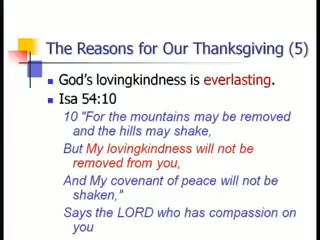 The Reasons for Our Thanksgiving (5)
God's lovingkindness is everlasting.
Isa 54:10
10 "For the mountains may be removed
and the hills may shake,
But My lovingkindness will not be
removed from you,
And My covenant of peace will not be
shaken,"
Says the LORD who has compassion on
you